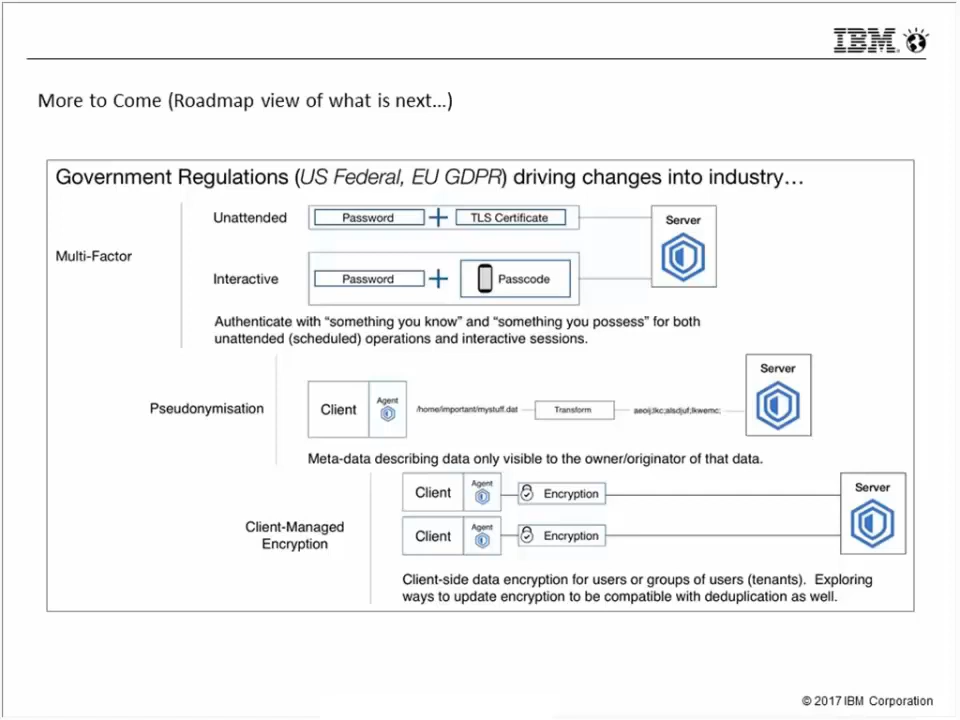 IBM
More to Come (Roadmap view of what is next...)
Government Regulations (US Federal, EU GDPR) driving changes into industry...
Multi-Factor
Unattended
Password + TLS Certificate
Server
Interactive
Password + Passcode
Authenticate with “something you know” and “something you possess” for both
unattended (scheduled) operations and interactive sessions.
Pseudonymisation
Client
Agent
/home/important/mystuff.dat
Transform
aeoij;lkc;alsdjuf;lkwemc;
Server
Meta-data describing data only visible to the owner/originator of that data.
Client-Managed
Encryption
Client
Agent
Encryption
Client
Agent
Encryption
Server
Client-side data encryption for users or groups of users (tenants). Exploring
ways to update encryption to be compatible with deduplication as well.
© 2017 IBM Corporation